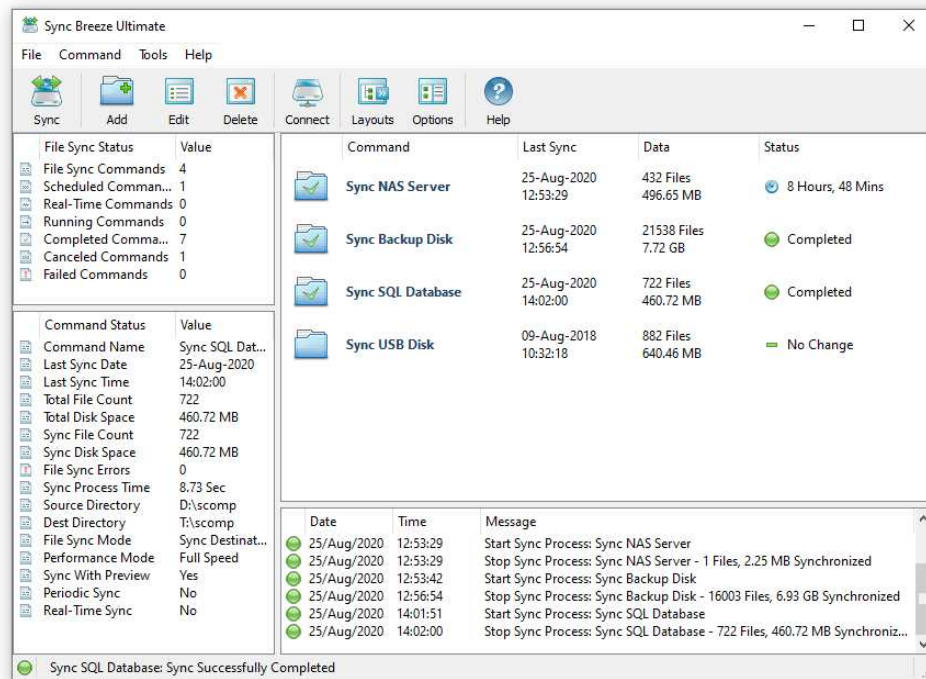 Sync Breeze Ultimate
File Command Tools Help
Sync Add Edit Delete Connect Layouts Options Help
File Sync Status Value
File Sync Commands 4
Scheduled Comman... 1
Real-Time Commands 0
Running Commands 0
Completed Comma... 7
Canceled Commands 1
Failed Commands 0
Command Status Value
Command Name Sync SQL Dat...
Last Sync Date 25-Aug-2020
Last Sync Time 14:02:00
Total File Count 722
Total Disk Space 460.72 MB
Sync File Count 722
Sync Disk Space 460.72 MB
File Sync Errors 0
Sync Process Time 8.73 Sec
Source Directory D:\scomp
Dest Directory T:\scomp
File Sync Mode Sync Destinat...
Performance Mode Full Speed
Sync With Preview Yes
Periodic Sync No
Real-Time Sync No
Command Last Sync Data Status
Sync NAS Server 25-Aug-2020 12:53:29 432 Files 496.65 MB 8 Hours, 48 Mins
Sync Backup Disk 25-Aug-2020 12:56:54 21538 Files 7.72 GB Completed
Sync SQL Database 25-Aug-2020 14:02:00 722 Files 460.72 MB Completed
Sync USB Disk 09-Aug-2018 10:32:18 882 Files 640.46 MB No Change
Date Time Message
25/Aug/2020 12:53:29 Start Sync Process: Sync NAS Server
25/Aug/2020 12:53:29 Stop Sync Process: Sync NAS Server - 1 Files, 2.25 MB Synchronized
25/Aug/2020 12:53:42 Start Sync Process: Sync Backup Disk
25/Aug/2020 12:56:54 Stop Sync Process: Sync Backup Disk - 16003 Files, 6.93 GB Synchronized
25/Aug/2020 14:01:51 Start Sync Process: Sync SQL Database
25/Aug/2020 14:02:00 Stop Sync Process: Sync SQL Database - 722 Files, 460.72 MB Synchroniz...
Sync SQL Database: Sync Successfully Completed